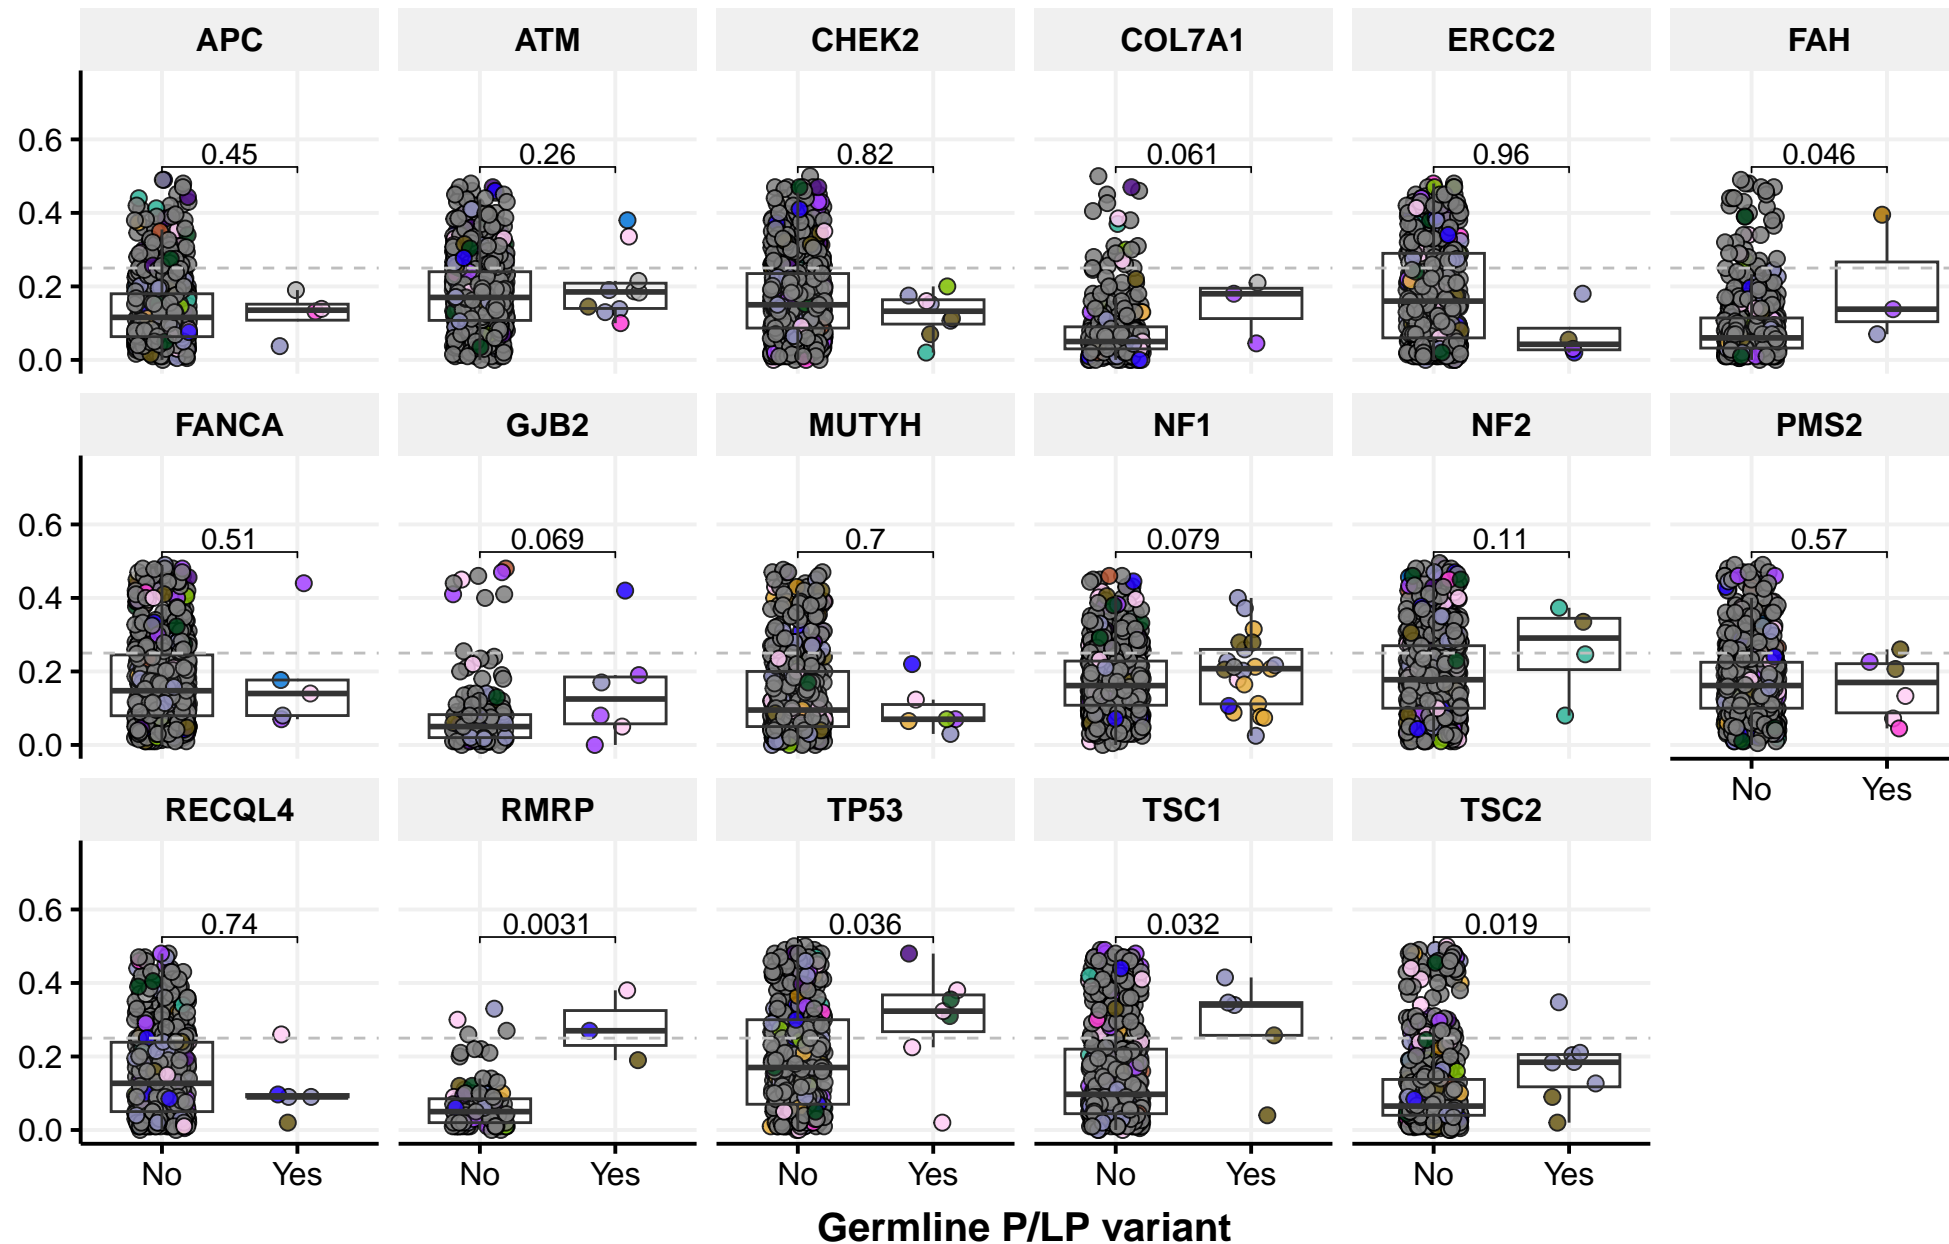 APC ATM CHEK2 COL7A1 ERCC2 FAH
0.6
0.45 0.26 0.82 0.061 0.96 0.046
0.4
0.2
0.0
FANCA GJB2 MUTYH NF1 NF2 PMS2
0.6
0.51 0.069 0.7 0.079 0.11 0.57
0.4
0.2
0.0
No Yes
RECQL4 RMRP TP53 TSC1 TSC2
0.6
0.74 0.0031 0.036 0.032 0.019
0.4
0.2
0.0
No Yes No Yes No Yes No Yes No Yes
Germline P/LP variant